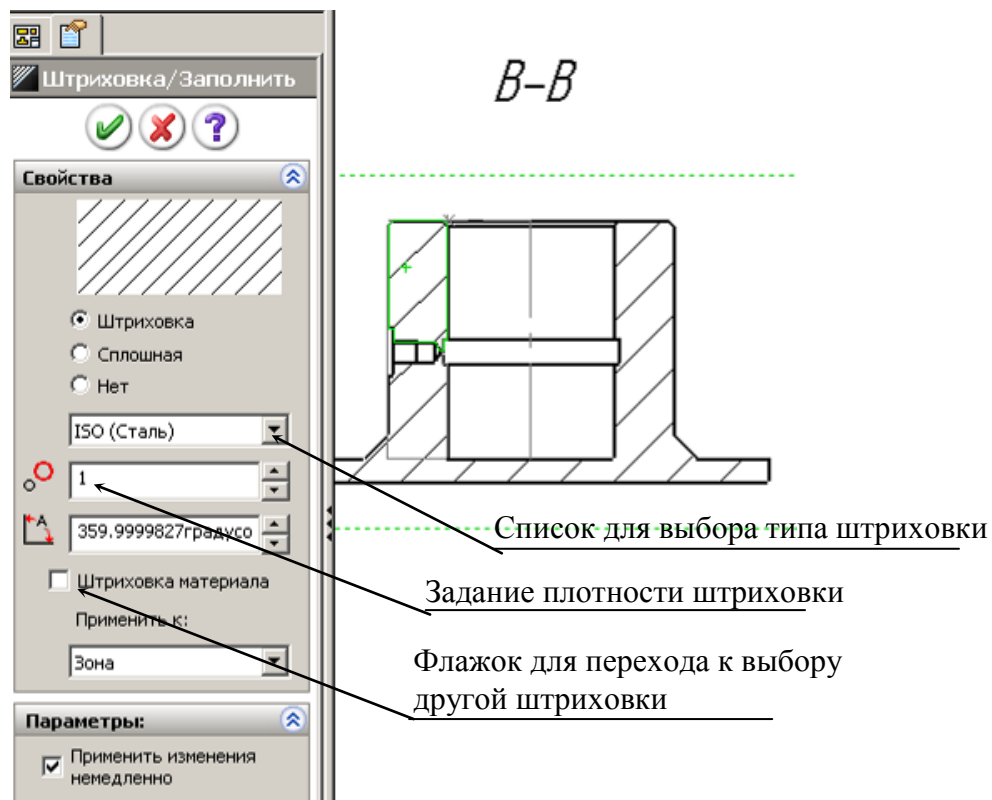 Штриховка/Заполнить
B-B
Свойства
Штриховка
Сплошная
Нет
ISO (Сталь)
1
359.9999827градусо
Штриховка материала
Применить к:
Зона
Параметры:
Применить изменения
немедленно
Список для выбора типа штриховки
Задание плотности штриховки
Флажок для перехода к выбору
другой штриховки